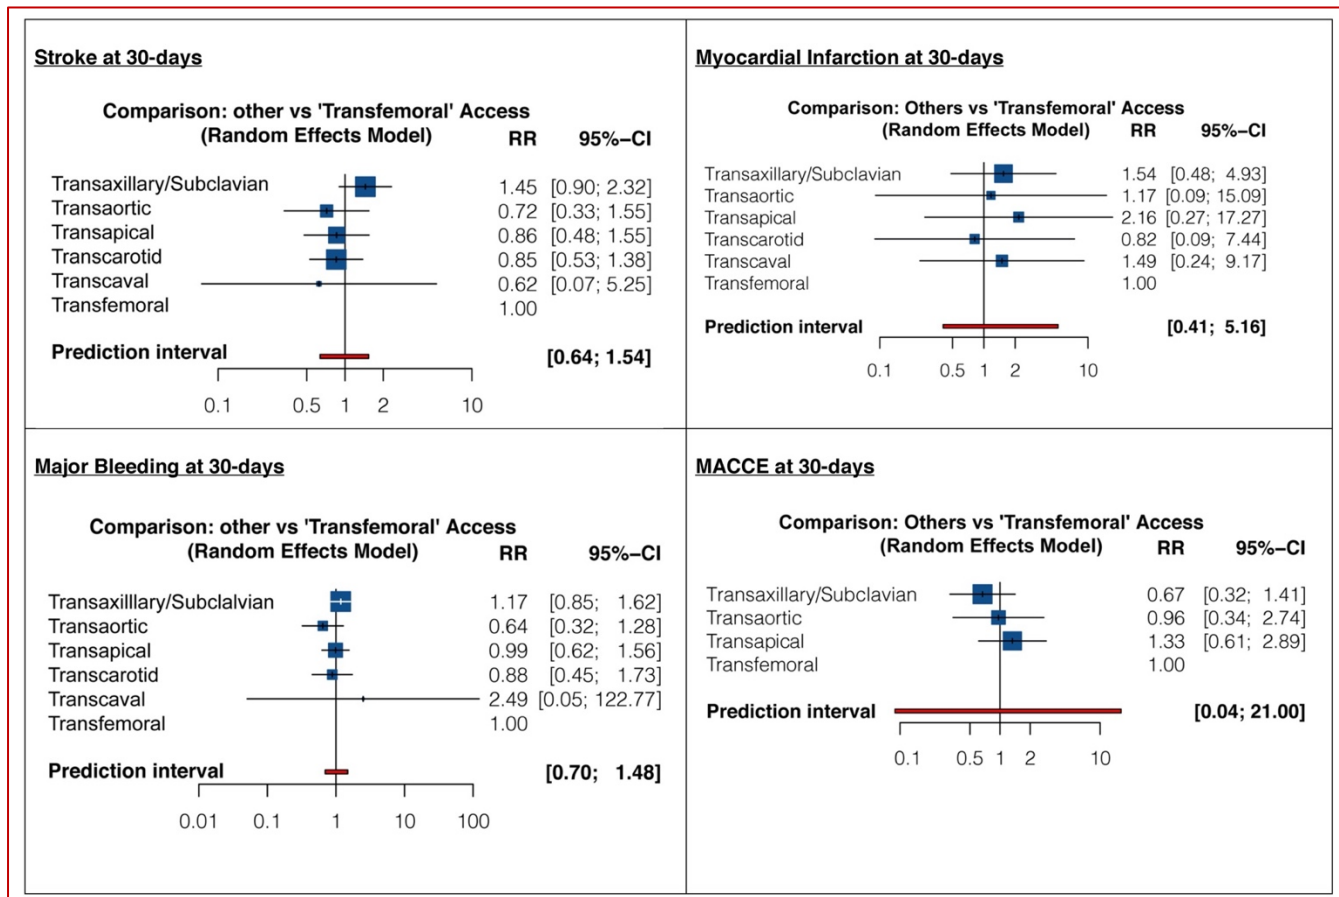 Stroke at 30-days
Comparison: other vs 'Transfemoral' Access
(Random Effects Model) RR 95%–CI
Transaxillary/Subclavian 1.45 [0.90; 2.32]
Transaortic 0.72 [0.33; 1.55]
Transapical 0.86 [0.48; 1.55]
Transcarotid 0.85 [0.53; 1.38]
Transcaval 0.62 [0.07; 5.25]
Transfemoral 1.00
Prediction interval [0.64; 1.54]
0.1 0.5 1 2 10
Myocardial Infarction at 30-days
Comparison: Others vs 'Transfemoral' Access
(Random Effects Model) RR 95%–CI
Transaxillary/Subclavian 1.54 [0.48; 4.93]
Transaortic 1.17 [0.09; 15.09]
Transapical 2.16 [0.27; 17.27]
Transcarotid 0.82 [0.09; 7.44]
Transcaval 1.49 [0.24; 9.17]
Transfemoral 1.00
Prediction interval [0.41; 5.16]
0.1 0.5 1 2 10
Major Bleeding at 30-days
Comparison: other vs 'Transfemoral' Access
(Random Effects Model) RR 95%–CI
Transaxilllary/Subclalvian 1.17 [0.85; 1.62]
Transaortic 0.64 [0.32; 1.28]
Transapical 0.99 [0.62; 1.56]
Transcarotid 0.88 [0.45; 1.73]
Transcaval 2.49 [0.05; 122.77]
Transfemoral 1.00
Prediction interval [0.70; 1.48]
0.01 0.1 1 10 100
MACCE at 30-days
Comparison: Others vs 'Transfemoral' Access
(Random Effects Model) RR 95%–CI
Transaxillary/Subclavian 0.67 [0.32; 1.41]
Transaortic 0.96 [0.34; 2.74]
Transapical 1.33 [0.61; 2.89]
Transfemoral 1.00
Prediction interval [0.04; 21.00]
0.1 0.5 1 2 10